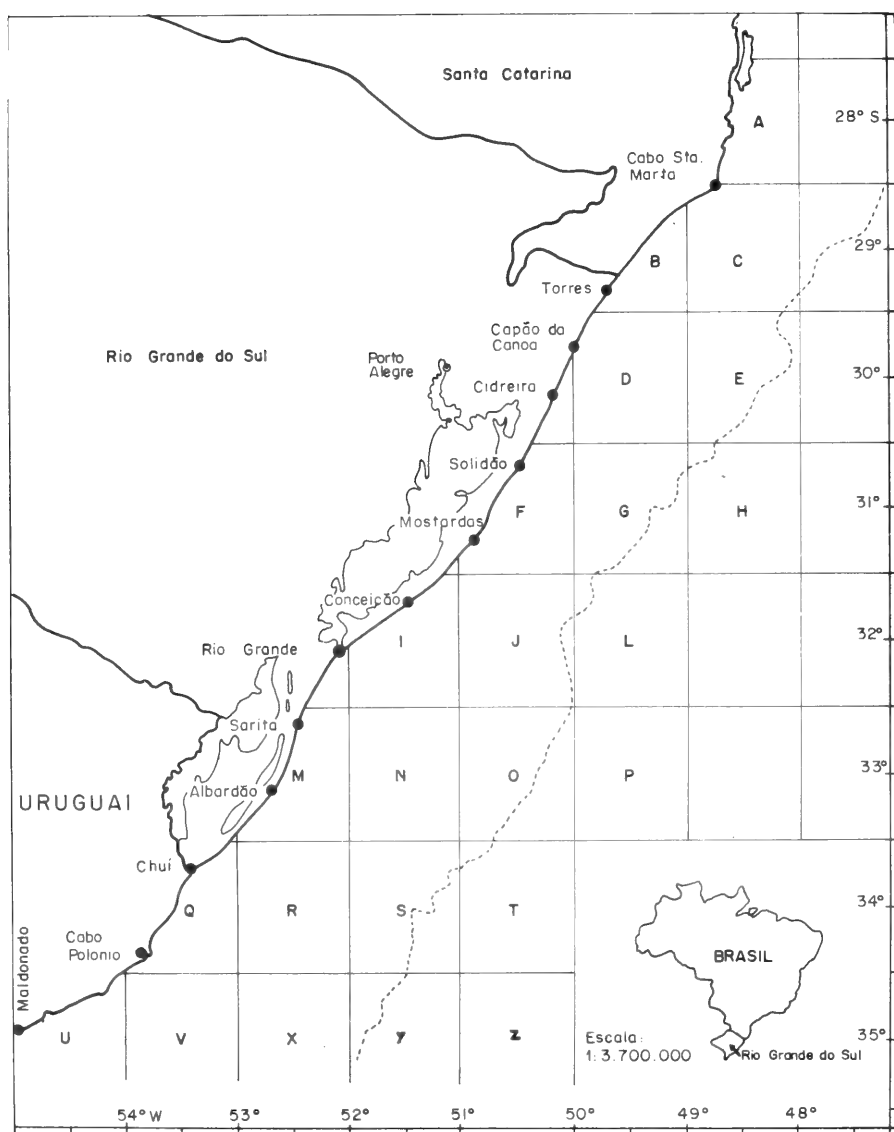 Santa Catarina
A
28° S
Cabo Sta.
Marta
B
C
29°
Torres
Capão da
Canoa
Rio Grande do Sul
Porto
Alegre
Cidreira
D
E
30°
Solidão
Mostardas
F
G
H
31°
Conceição
I
J
L
32°
Rio Grande
Sarita
M
N
O
P
33°
Albardão
URUGUAI
Chuí
Q
R
S
T
34°
Cabo
Polonio
Maldonado
BRASIL
U
V
X
Y
Z
Escala:
1:3.700.000
Rio Grande do Sul
35°
54° W
53°
52°
51°
50°
49°
48°